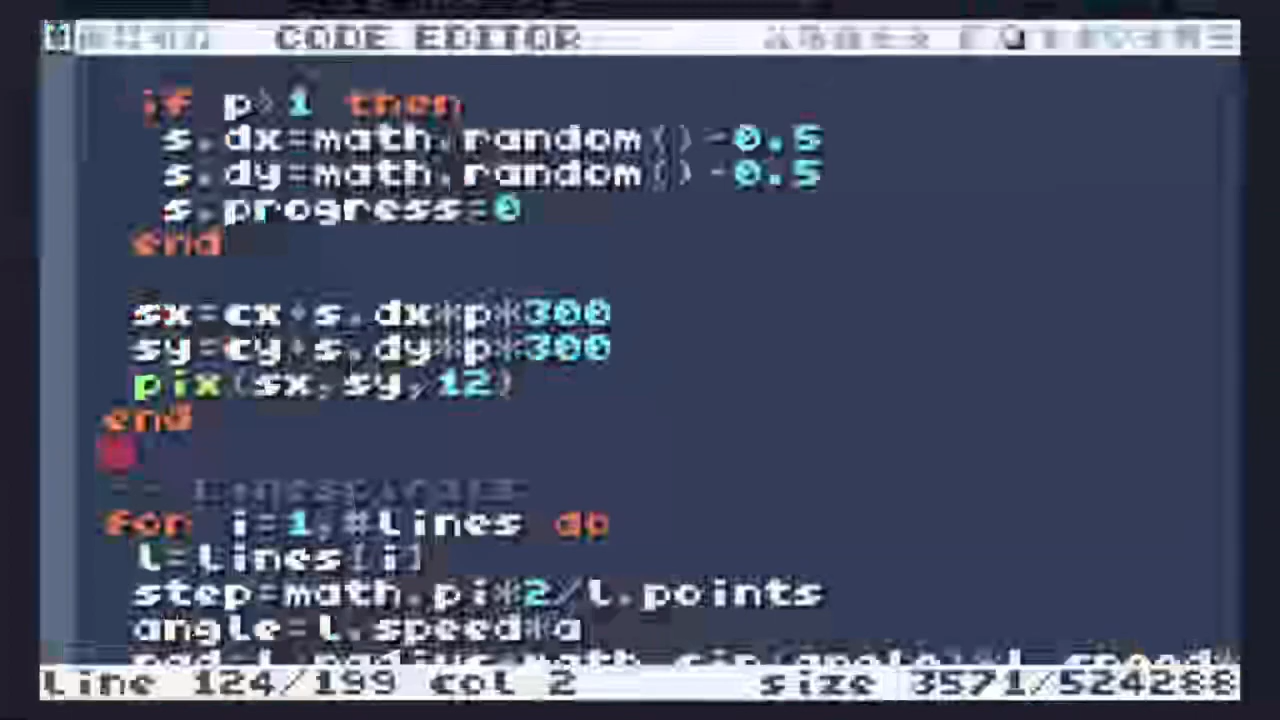 CODE EDITOR
if p>1 then
s.dx=math.random()-0.5
s.dy=math.random()-0.5
s.progress=0
end
sx=cx+s.dx*p*300
sy=cy+s.dy*p*300
pix(sx,sy,12)
end
--
for i=1,#lines do
l=lines[i]
step=math.pi*2/l.points
angle=l.speed*a
line 124/199 col 2 size 3571/524288